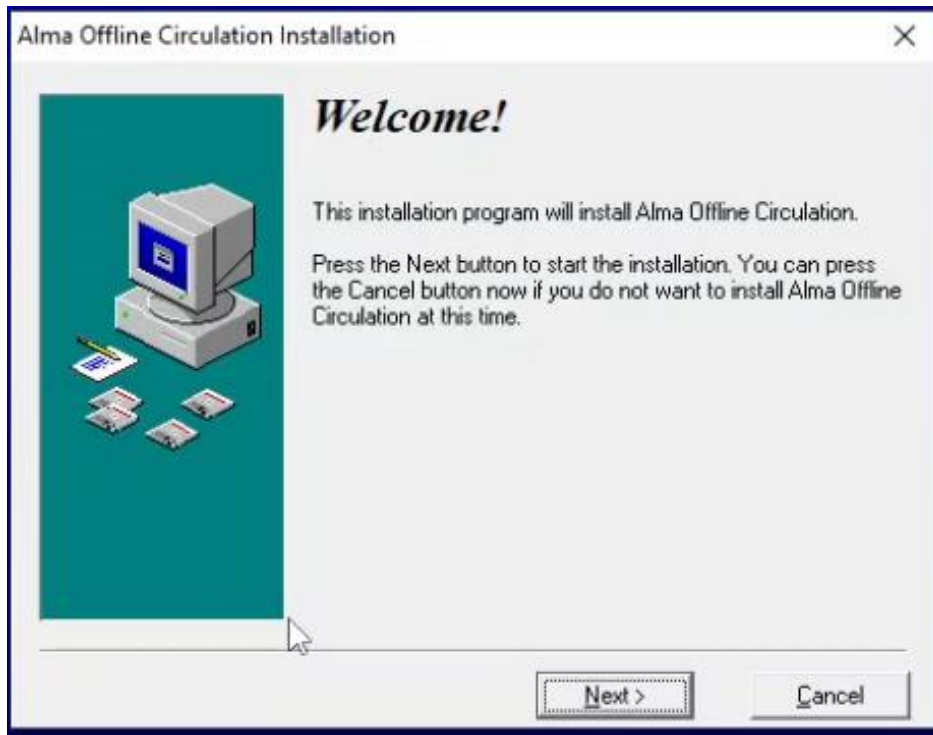 Alma Offline Circulation Installation
Welcome!
This installation program will install Alma Offline Circulation.
Press the Next button to start the installation. You can press
the Cancel button now if you do not want to install Alma Offline
Circulation at this time.
Next >
Cancel